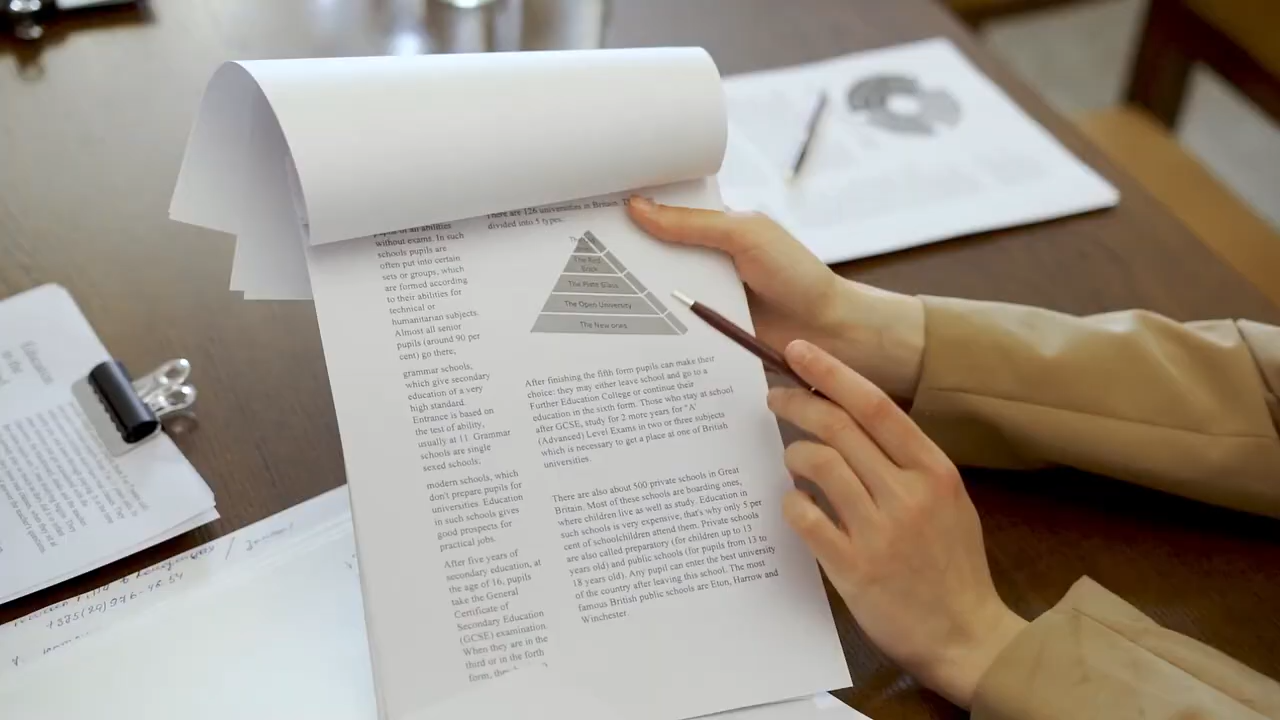 without exams. In such
schools pupils are
often put into certain
sets or groups, which
are formed according
to their abilities for
technical or
humanitarian subjects.
Almost all senior
pupils (around 90 per
cent) go there,
grammar schools,
which give secondary
education of a very
high standard.
Entrance is based on
the test of ability,
usually at 11. Grammar
schools are single
sexed schools.
modern schools, which
don't prepare pupils for
universities. Education
in such schools gives
good prospects for
practical jobs.
After five years of
secondary education, at
the age of 16, pupils
take the General
Certificate of
Secondary Education
(GCSE) examination.
When they are in the
third or in the forth
form,
There are 126 universities in Britain.
divided into 5 types:
The Red
Brick
The Plate Glass
The Open University
The New ones
After finishing the fifth form pupils can make their
choice: they may either leave school and go to a
Further Education College or continue their
education in the sixth form. Those who stay at school
after GCSE, study for 2 more years for "A'
(Advanced) Level Exams in two or three subjects
which is necessary to get a place at one of British
universities.
There are also about 500 private schools in Great
Britain. Most of these schools are boarding ones,
where children live as well as study. Education in
such schools is very expensive, that's why only 5 per
cent of schoolchildren attend them. Private schools
are also called preparatory (for children up to 13
years old) and public schools (for pupils from 13 to
18 years old). Any pupil can enter the best university
of the country after leaving this school. The most
famous British public schools are Eton, Harrow and
Winchester.
Education